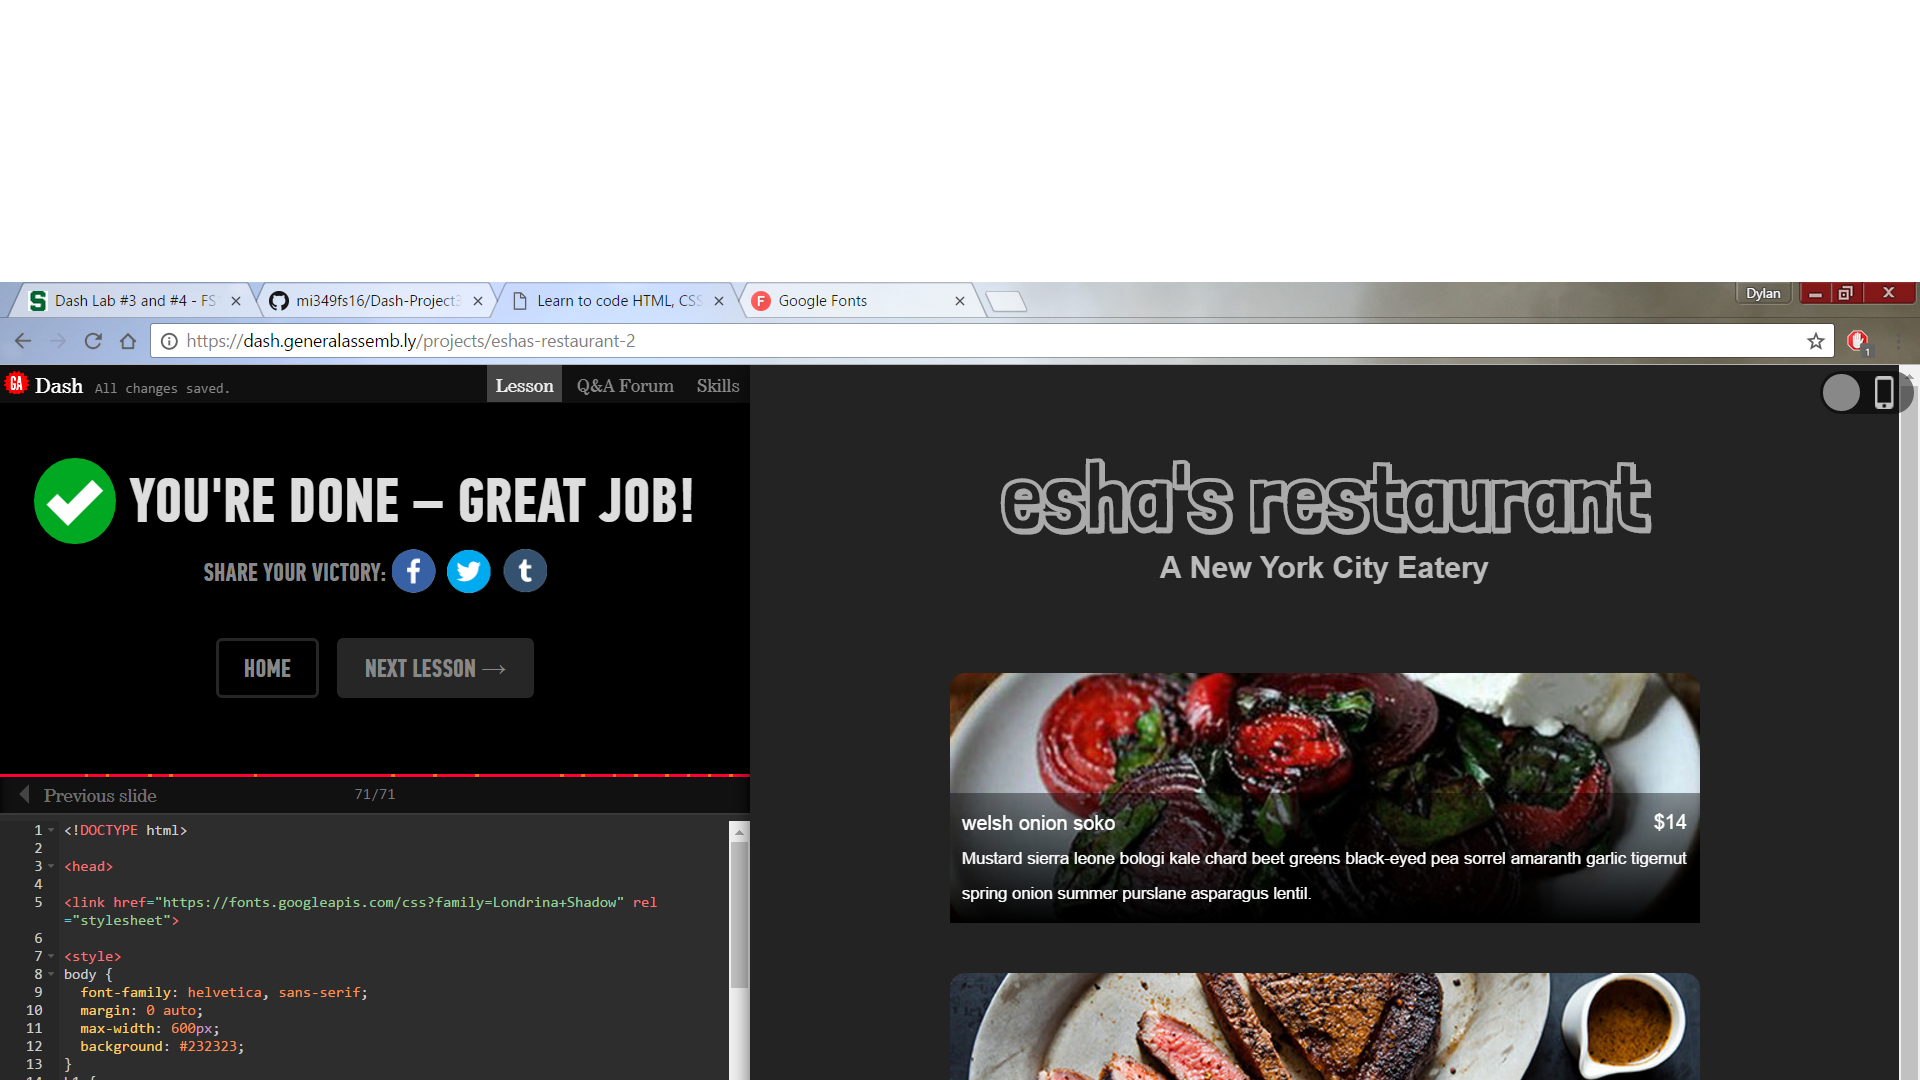 Dash Lab #3 and #4 - FS
mi349fs16/Dash-Project3
Learn to code HTML, CSS
Google Fonts
Dylan
https://dash.generalassemb.ly/projects/eshas-restaurant-2
1
GA
Dash
All changes saved.
Lesson
Q&A Forum
Skills
YOU'RE DONE – GREAT JOB!
SHARE YOUR VICTORY:
HOME
NEXT LESSON →
Previous slide
71/71
1 <!DOCTYPE html>
2
3 <head>
4
5 <link href="https://fonts.googleapis.com/css?family=Londrina+Shadow" rel
="stylesheet">
6
7 <style>
8 body {
9 font-family: helvetica, sans-serif;
10 margin: 0 auto;
11 max-width: 600px;
12 background: #232323;
13 }
esha's restaurant
A New York City Eatery
welsh onion soko
$14
Mustard sierra leone bologi kale chard beet greens black-eyed pea sorrel amaranth garlic tigernut
spring onion summer purslane asparagus lentil.